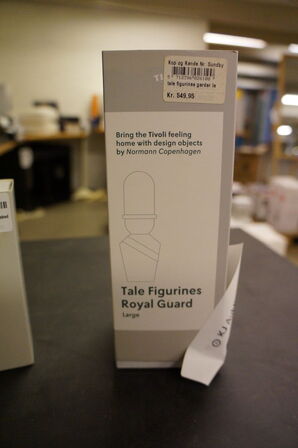 Kop og Kande Nr. Sundby
tale figurines garder la
Kr. 549,95
Bring the Tivoli feeling
home with design objects
by Normann Copenhagen
Tale Figurines
Royal Guard
Large